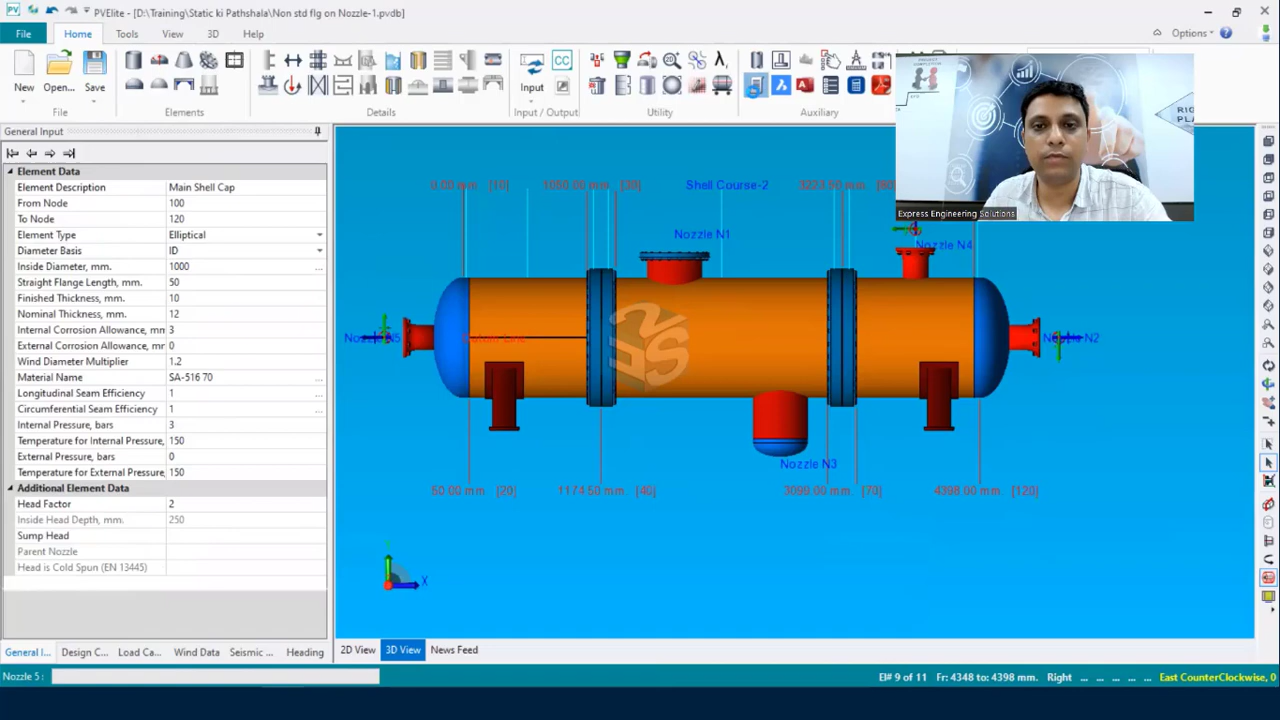 PVElite - [D:\Training\Static ki Pathshala\Non std flg on Nozzle-1.pvdb]
File Home Tools View 3D Help Options
New Open... Save Input
File Elements Details Input / Output Utility Auxiliary
General Input
Element Data
Element Description Main Shell Cap
From Node 100
To Node 120
Element Type Elliptical
Diameter Basis ID
Inside Diameter, mm. 1000
Straight Flange Length, mm. 50
Finished Thickness, mm. 10
Nominal Thickness, mm. 12
Internal Corrosion Allowance, mm 3
External Corrosion Allowance, mm 0
Wind Diameter Multiplier 1.2
Material Name SA-516 70
Longitudinal Seam Efficiency 1
Circumferential Seam Efficiency 1
Internal Pressure, bars 3
Temperature for Internal Pressure, 150
External Pressure, bars 0
Temperature for External Pressure, 150
Additional Element Data
Head Factor 2
Inside Head Depth, mm. 250
Sump Head
Parent Nozzle
Head is Cold Spun (EN 13445)
General I... Design C... Load Ca... Wind Data Seismic ... Heading
0.00 mm. [10]
Shell Course-2
Nozzle N1
Nozzle N4
Nozzle N2
Nozzle N3
50.00 mm. [20] 1174.50 mm. [40] 3099.00 mm. [70] 4398.00 mm. [120]
Y
X
2D View 3D View News Feed
Nozzle 5 : El# 9 of 11 Fr: 4348 to: 4398 mm. Right ... ... ... ... East CounterClockwise, 0
PROJECT COMPLETION
Express Engineering Solutions